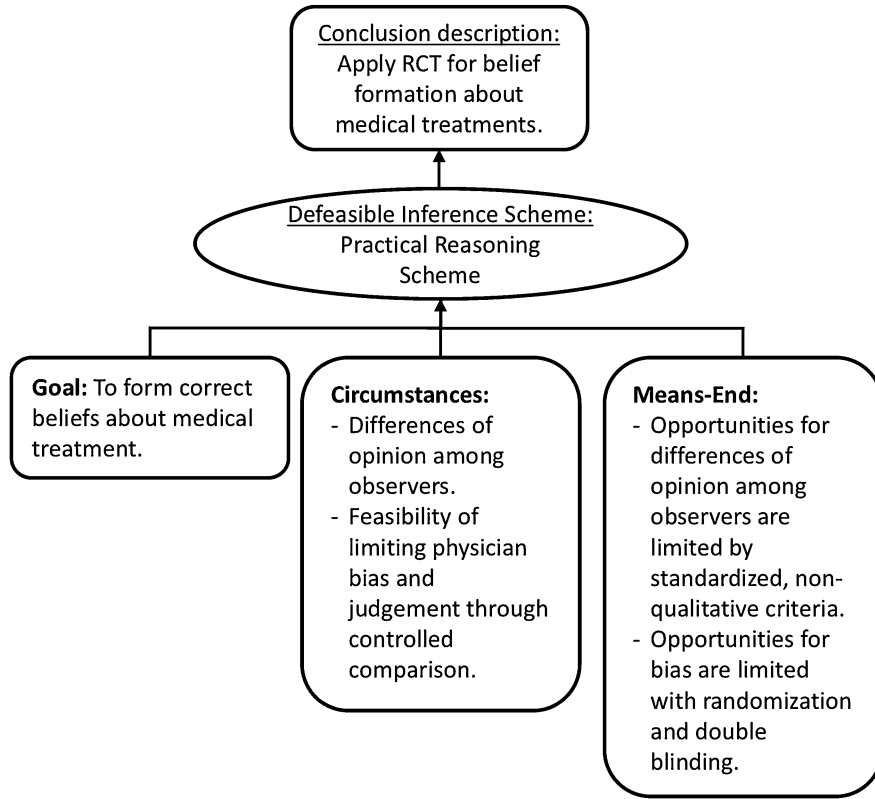 Conclusion description:
Apply RCT for belief
formation about
medical treatments.
Defeasible Inference Scheme:
Practical Reasoning
Scheme
Goal: To form correct
beliefs about medical
treatment.
Circumstances:
- Differences of
opinion among
observers.
- Feasibility of
limiting physician
bias and
judgement through
controlled
comparison.
Means-End:
- Opportunities for
differences of
opinion among
observers are
limited by
standardized, non-
qualitative criteria.
- Opportunities for
bias are limited
with randomization
and double
blinding.